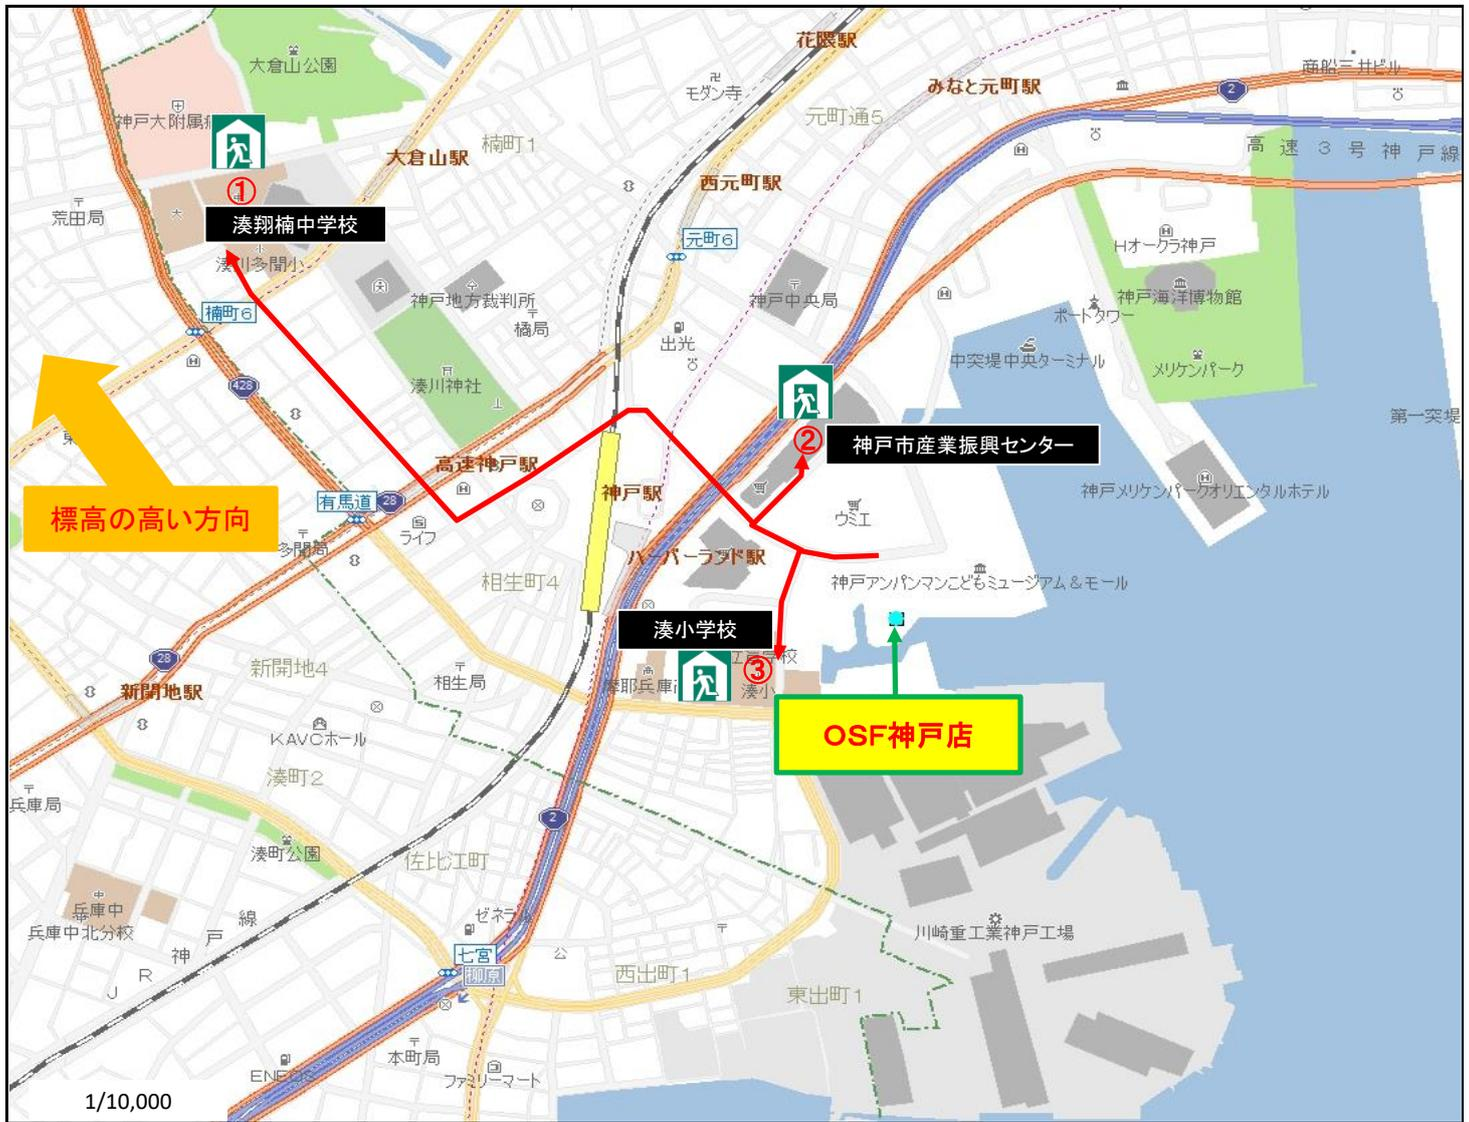 花隈駅
商船三井ビル
大倉山公園
モダン寺
みなと元町駅
2
神戸大附属病
元町通5
楠町1
高速3号神戸線
大倉山駅
①
西元町駅
荒田局
大
湊翔楠中学校
元町6
Hオークラ神戸
湊川多聞小
神戸地方裁判所
神戸中央局
神戸海洋博物館
楠町6
橘局
ポートタワー
出光
中突堤中央ターミナル
メリケンパーク
428
湊川神社
第一突堤
②
神戸市産業振興センター
高速神戸駅
神戸駅
神戸メリケンパークオリエンタルホテル
標高の高い方向
有馬道
28
ライフ
ウミエ
多聞局
ハーバーランド駅
相生町4
神戸アンパンマンこどもミュージアム&モール
湊小学校
28
新開地4
③
相生局
湊小
新開地駅
OSF神戸店
KAVCホール
湊町2
兵庫局
2
湊町公園
佐比江町
兵庫中
兵庫中北分校
ゼネラル
川崎重工業神戸工場
JR神戸線
七宮
柳原
公
西出町1
東出町1
本町局
ENEOS
ファミリーマート
1/10,000